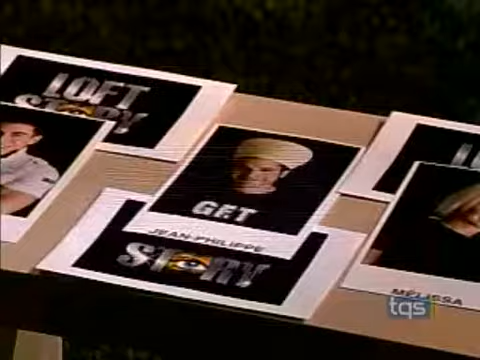 LOFT
STORY
GET
JEAN-PHILIPPE
STORY
L
MÉLISSA
tqs